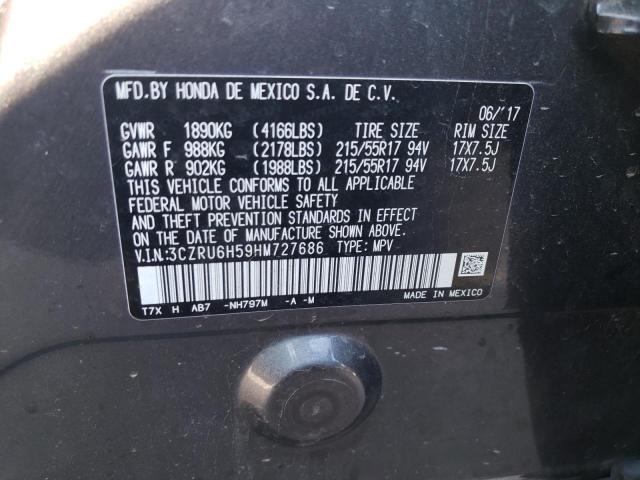 MFD.BY HONDA DE MEXICO S.A. DE C.V.
06/'17
GVWR 1890KG (4166LBS) TIRE SIZE RIM SIZE
GAWR F 988KG (2178LBS) 215/55R17 94V 17X7.5J
GAWR R 902KG (1988LBS) 215/55R17 94V 17X7.5J
THIS VEHICLE CONFORMS TO ALL APPLICABLE
FEDERAL MOTOR VEHICLE SAFETY
AND THEFT PREVENTION STANDARDS IN EFFECT
ON THE DATE OF MANUFACTURE SHOWN ABOVE.
V.I.N:3CZRU6H59HM727686 TYPE: MPV
T7X H AB7 -NH797M -A -M
MADE IN MEXICO